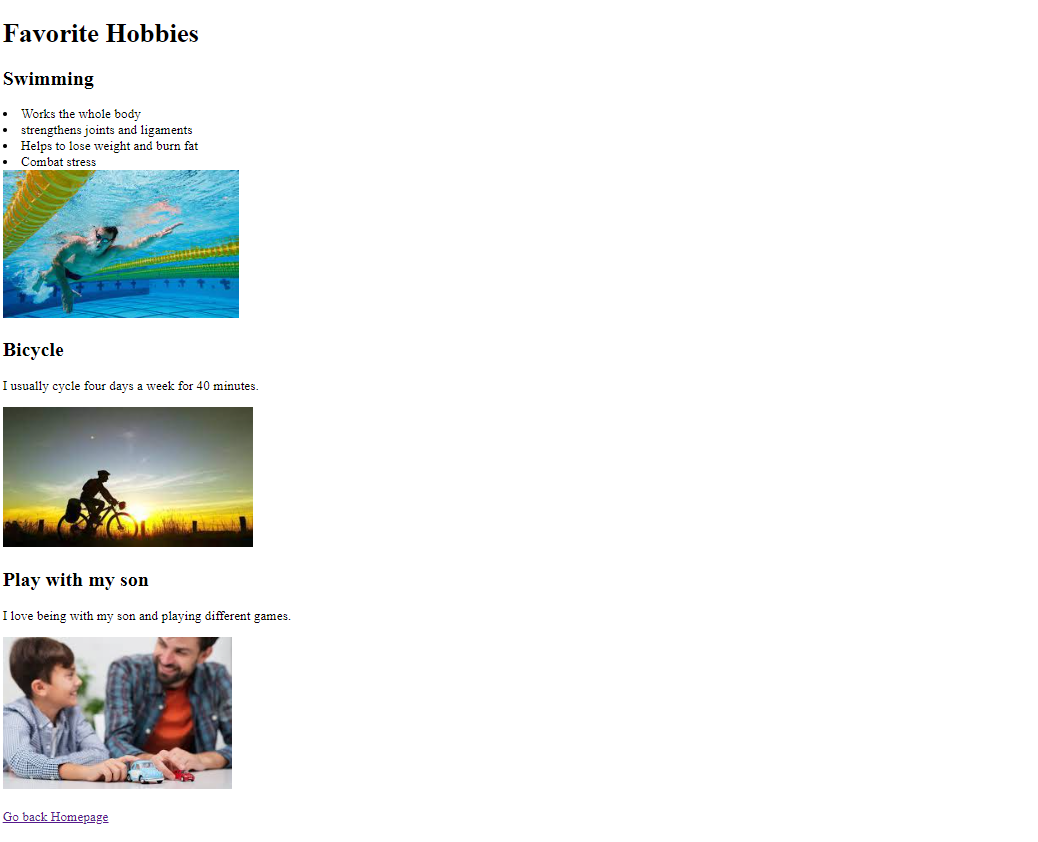 Favorite Hobbies
Swimming
• Works the whole body
• strengthens joints and ligaments
• Helps to lose weight and burn fat
• Combat stress
Bicycle
I usually cycle four days a week for 40 minutes.
Play with my son
I love being with my son and playing different games.
Go back Homepage